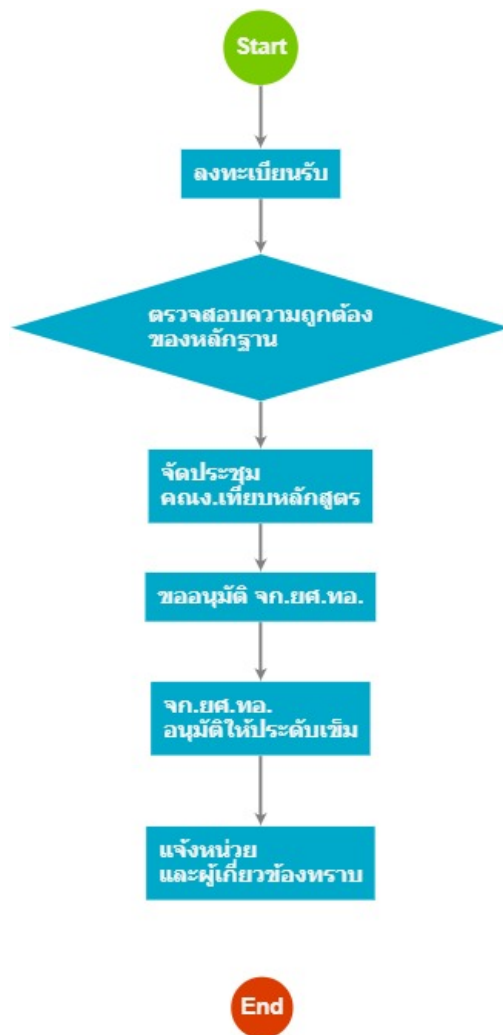 Start
ลงทะเบียนรับ
ตรวจสอบความถูกต้อง
ของหลักฐาน
จัดประชุม
คณง.เทียบหลักสูตร
ขออนุมัติ จก.ยศ.ทอ.
จก.ยศ.ทอ.
อนุมัติให้ประดับเข็ม
แจ้งหน่วย
และผู้เกี่ยวข้องทราบ
End